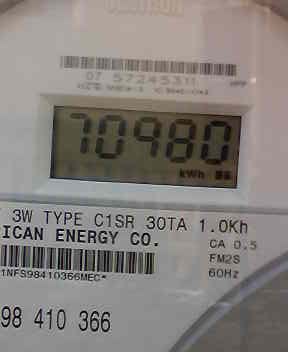 07 57245311
70980
kWh
3W TYPE C1SR 30TA 1.0Kh
ICAN ENERGY CO.
CA 0.5
FM2S
1NFS98410366MEC*
60Hz
98 410 366